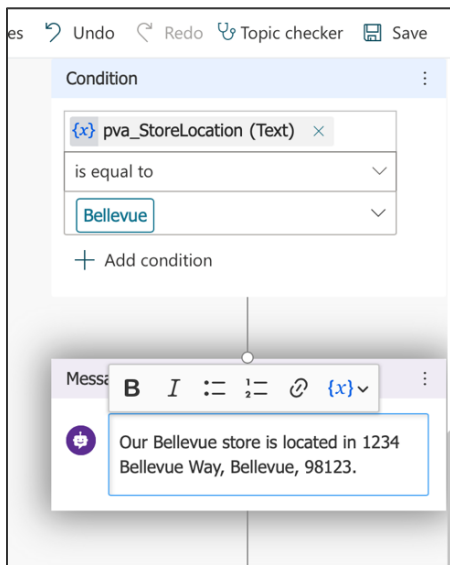 es Undo Redo Topic checker Save
Condition
{x} pva_StoreLocation (Text) ×
is equal to
Bellevue
+ Add condition
B I {x}
Our Bellevue store is located in 1234
Bellevue Way, Bellevue, 98123.